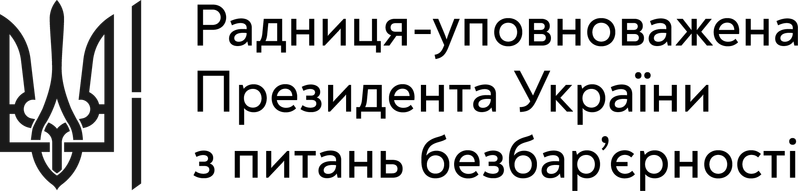 Радниця-уповноважена
Президента України
з питань безбар’єрності